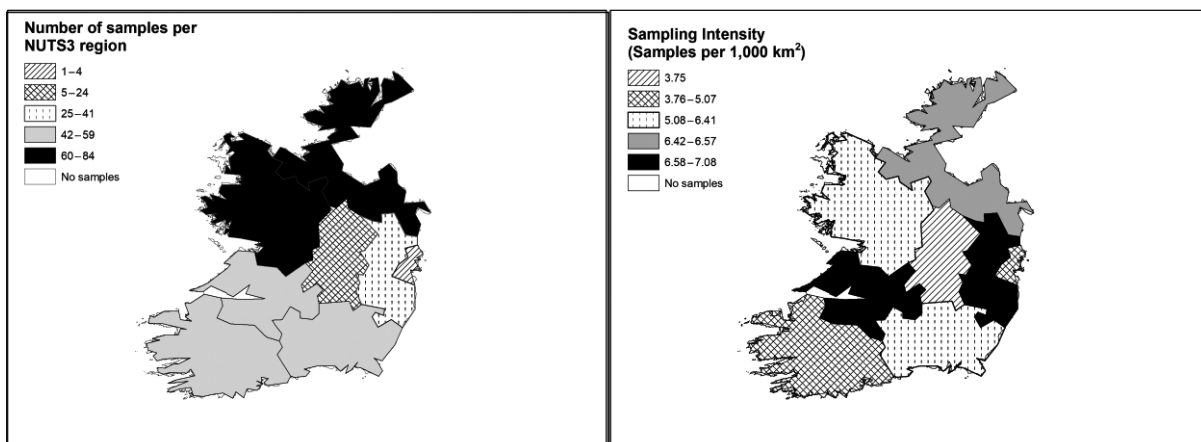 Number of samples per
NUTS3 region
1–4
5–24
25–41
42–59
60–84
No samples
Sampling Intensity
(Samples per 1,000 km²)
3.75
3.76–5.07
5.08–6.41
6.42–6.57
6.58–7.08
No samples